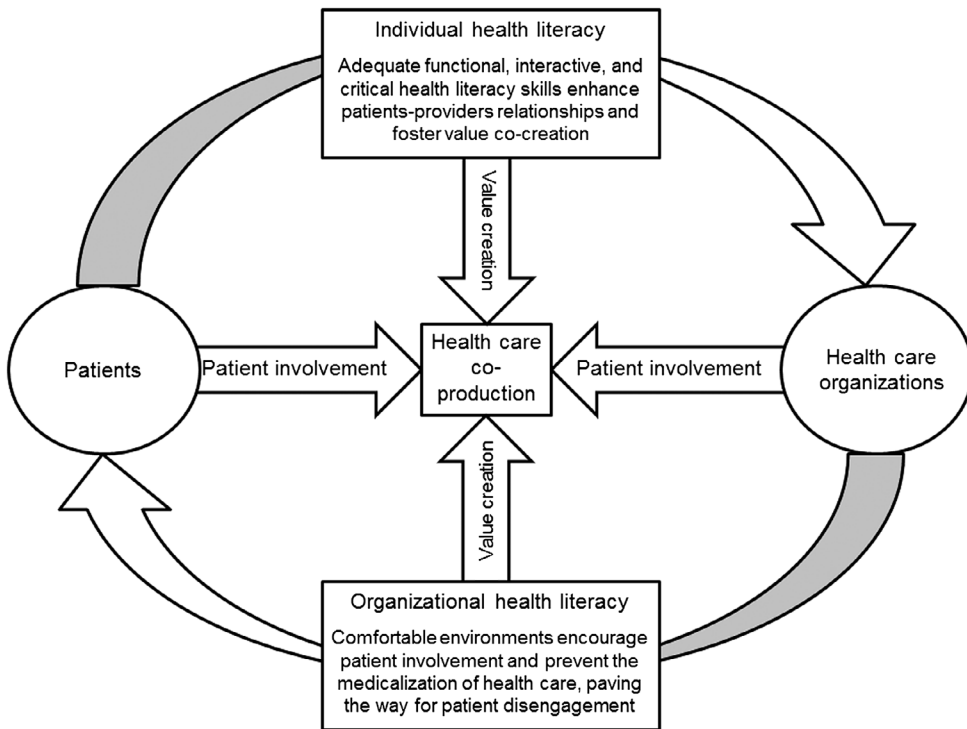 Individual health literacy
Adequate functional, interactive, and
critical health literacy skills enhance
patients-providers relationships and
foster value co-creation
Value creation
Patients
Patient involvement
Health care
co-
production
Patient involvement
Health care
organizations
Value creation
Organizational health literacy
Comfortable environments encourage
patient involvement and prevent the
medicalization of health care, paving
the way for patient disengagement